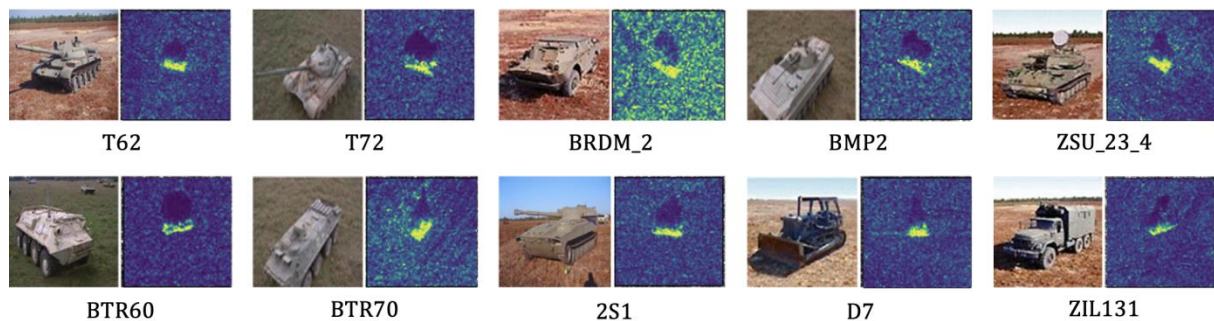 T62 T72 BRDM_2 BMP2 ZSU_23_4
BTR60 BTR70 2S1 D7 ZIL131